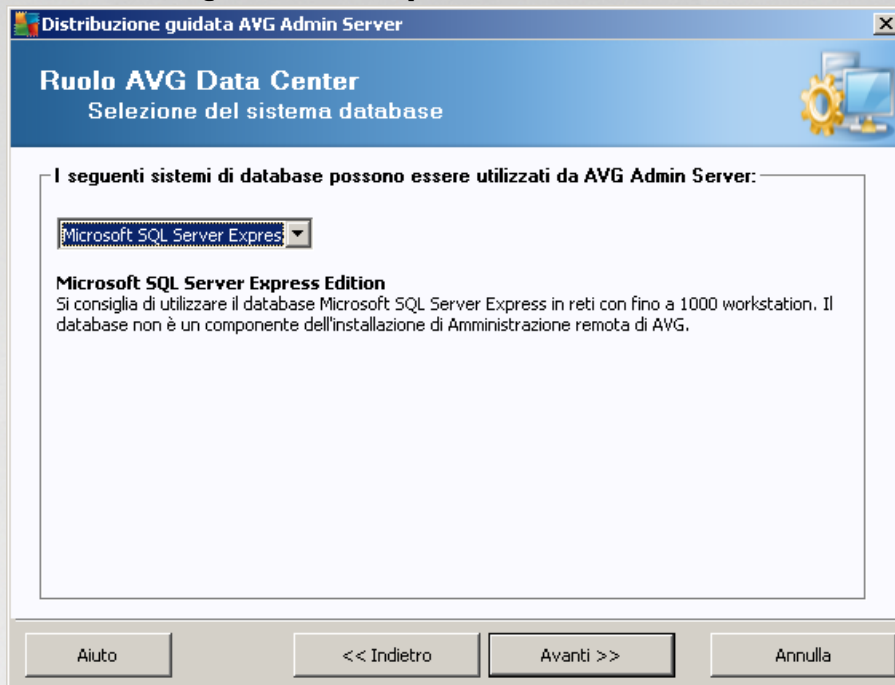 Distribuzione guidata AVG Admin Server
Ruolo AVG Data Center
Selezione del sistema database
I seguenti sistemi di database possono essere utilizzati da AVG Admin Server:
Microsoft SQL Server Expres
Microsoft SQL Server Express Edition
Si consiglia di utilizzare il database Microsoft SQL Server Express in reti con fino a 1000 workstation. Il
database non è un componente dell'installazione di Amministrazione remota di AVG.
Aiuto
<< Indietro
Avanti >>
Annulla